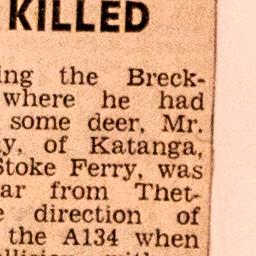 KILLED
ing the Breck-
where he had
some deer, Mr.
y, of Katanga,
Stoke Ferry, was
ar from Thet-
e direction of
the A134 when